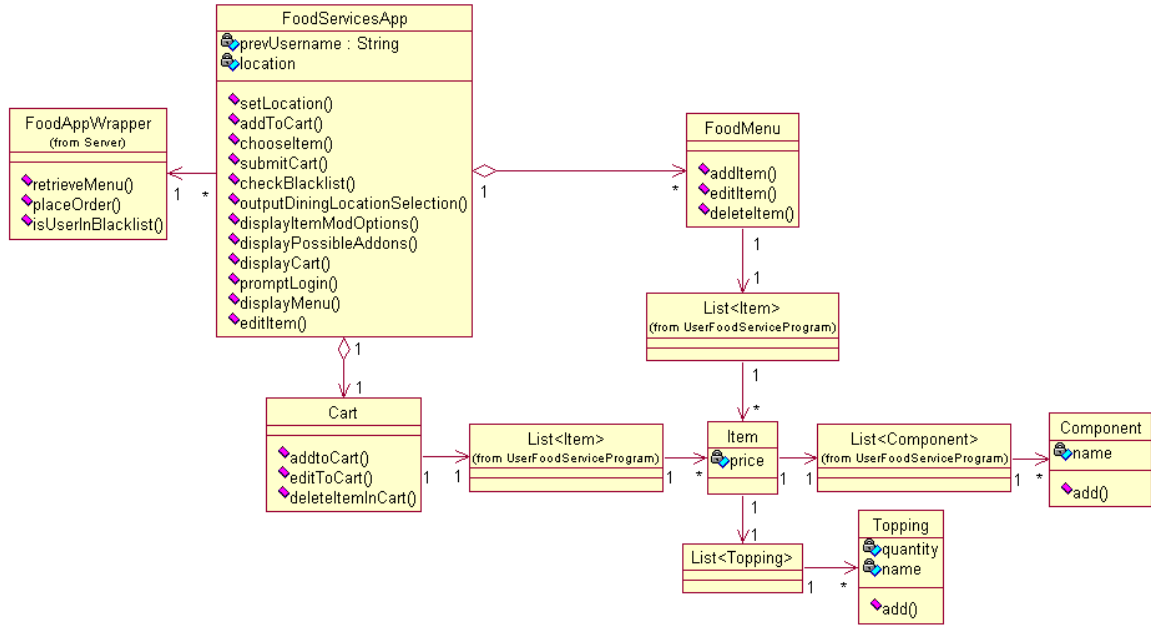 FoodServicesApp
prevUsername : String
location
setLocation()
addToCart()
chooseItem()
submitCart()
checkBlacklist()
outputDiningLocationSelection()
displayItemModOptions()
displayPossibleAddons()
displayCart()
promptLogin()
displayMenu()
editItem()
FoodAppWrapper
(from Server)
retrieveMenu()
placeOrder()
isUserInBlacklist()
1
*
1
*
FoodMenu
addItem()
editItem()
deleteItem()
1
1
List<Item>
(from UserFoodServiceProgram)
1
*
1
1
Cart
addtoCart()
editToCart()
deleteItemInCart()
1
1
List<Item>
(from UserFoodServiceProgram)
1
*
Item
price
1
1
List<Component>
(from UserFoodServiceProgram)
1
*
Component
name
add()
1
1
List<Topping>
1
*
Topping
quantity
name
add()